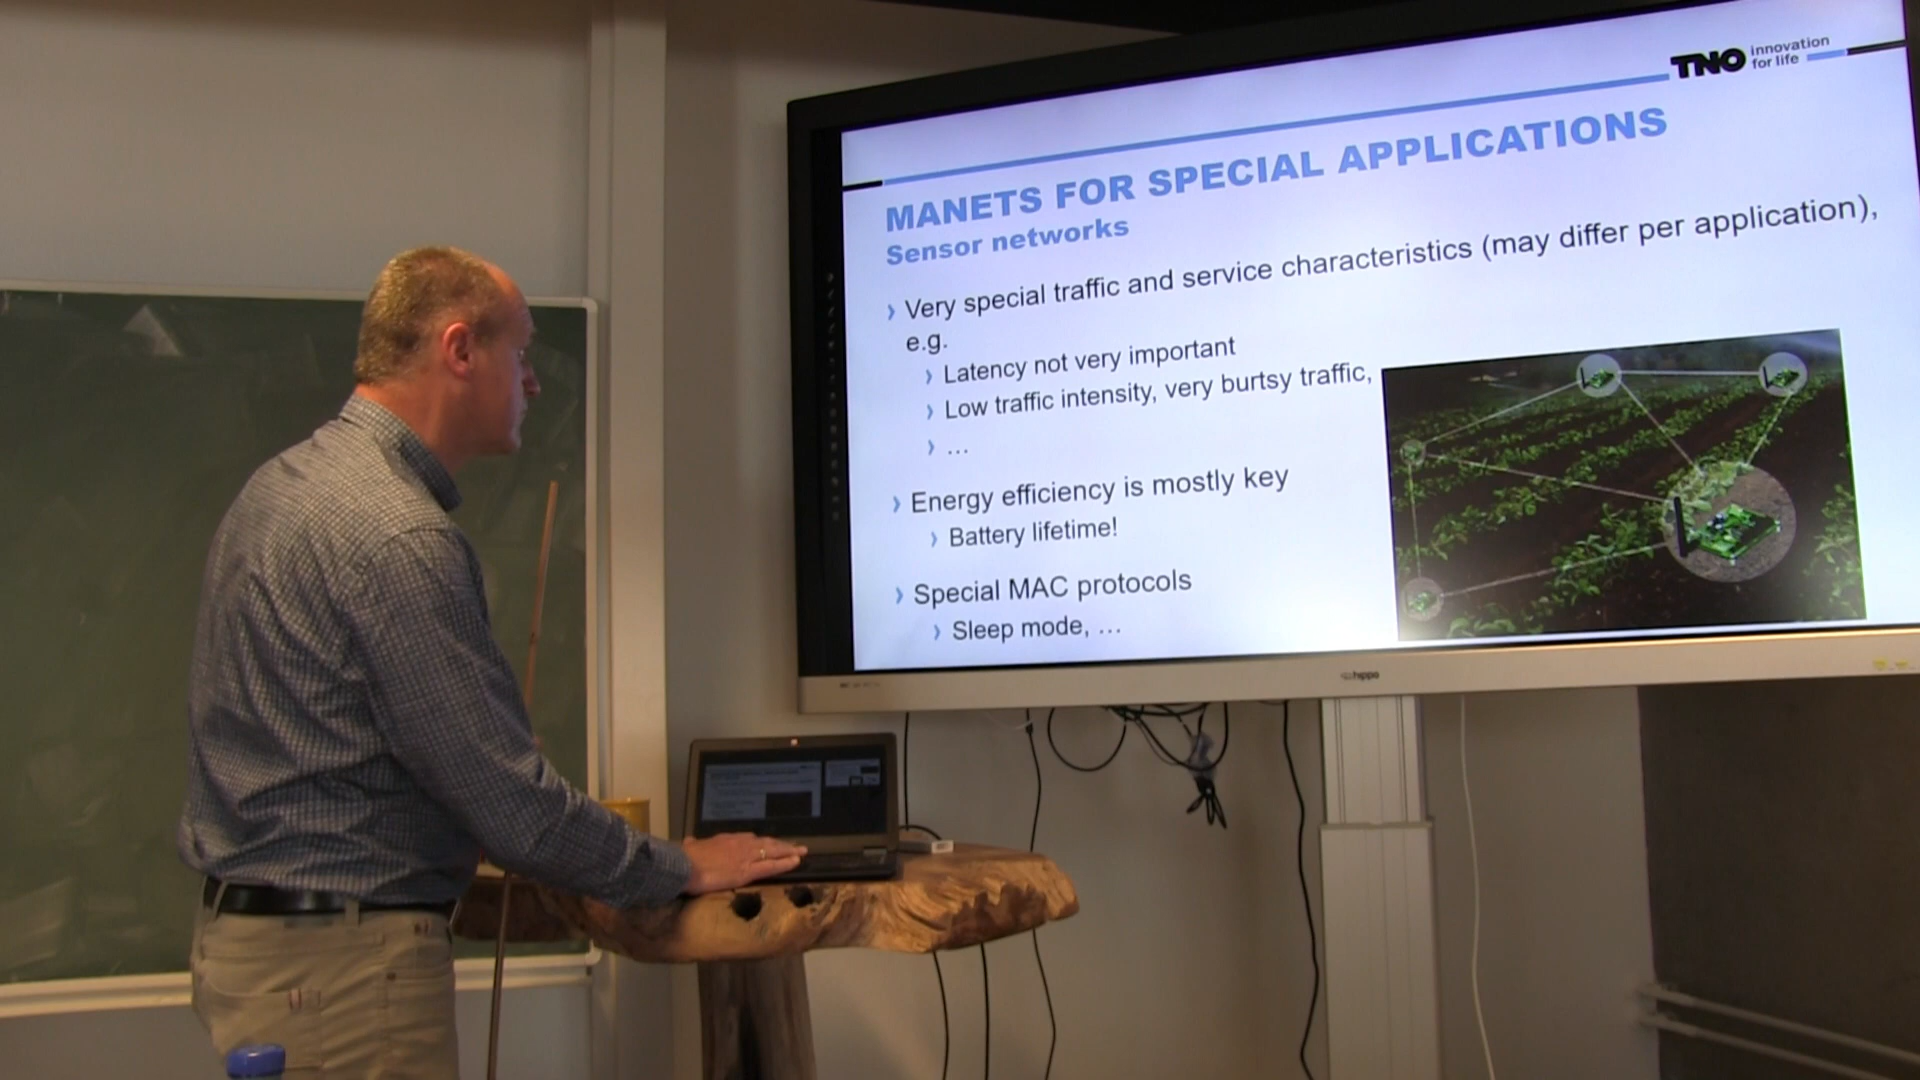 TNO innovation
for life
MANETS FOR SPECIAL APPLICATIONS
Sensor networks
› Very special traffic and service characteristics (may differ per application),
e.g.
› Latency not very important
› Low traffic intensity, very burtsy traffic,
› …
› Energy efficiency is mostly key
› Battery lifetime!
› Special MAC protocols
› Sleep mode, …
hippo